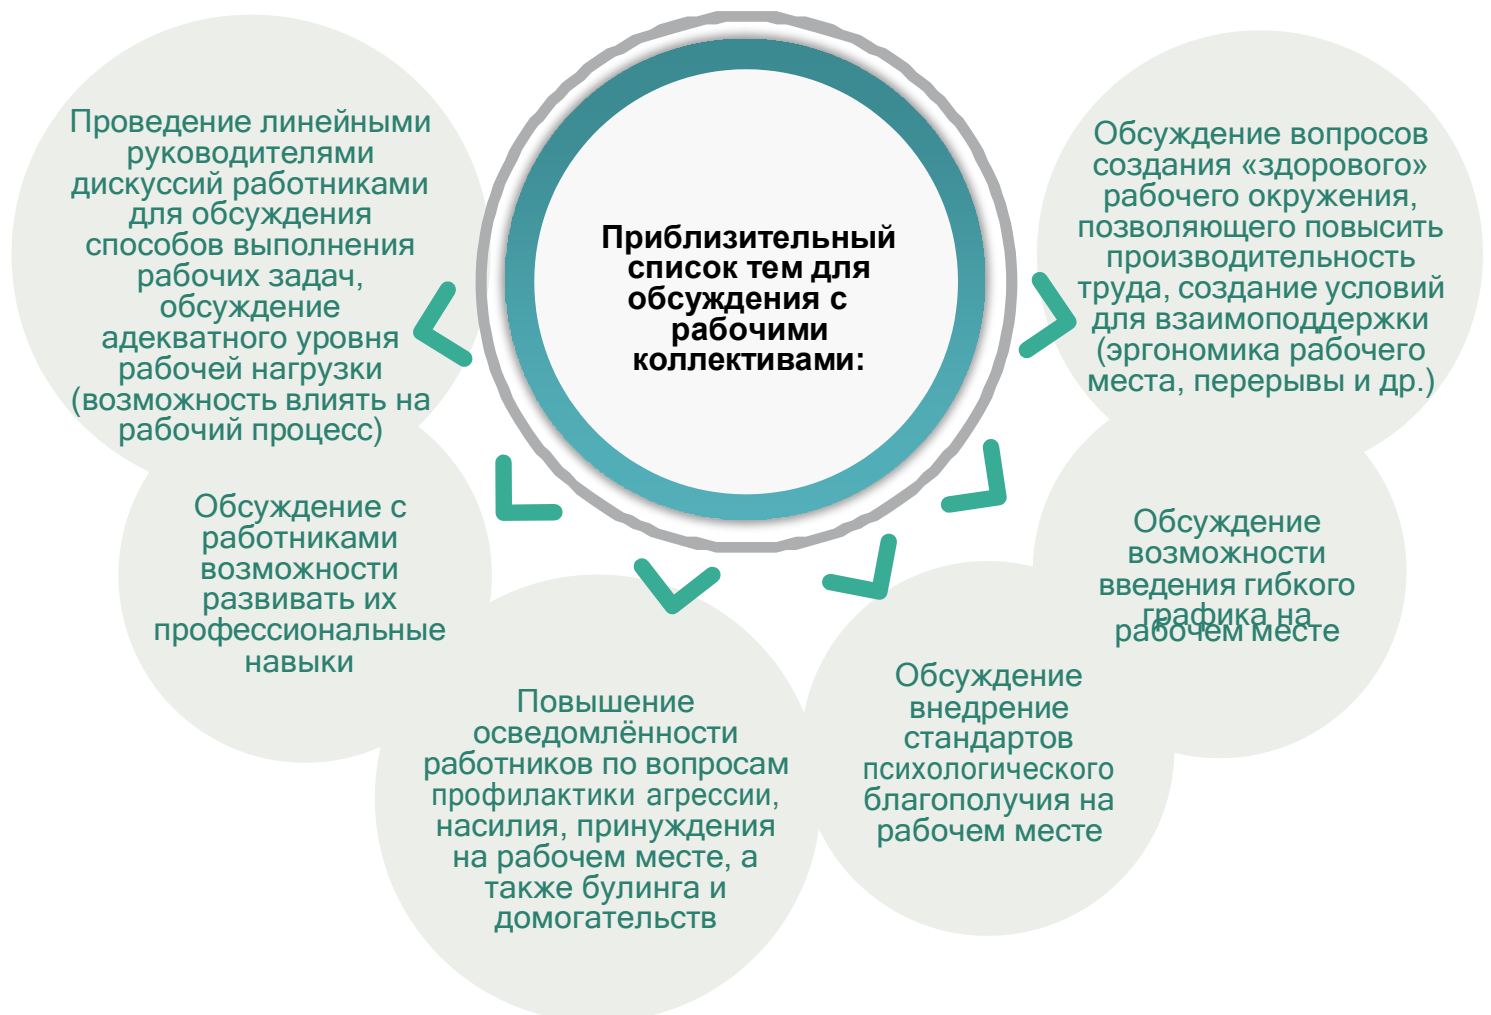 Приблизительный
список тем для
обсуждения с
рабочими
коллективами:
Проведение линейными
руководителями
дискуссий работниками
для обсуждения
способов выполнения
рабочих задач,
обсуждение
адекватного уровня
рабочей нагрузки
(возможность влиять на
рабочий процесс)
Обсуждение с
работниками
возможности
развивать их
профессиональные
навыки
Повышение
осведомлённости
работников по вопросам
профилактики агрессии,
насилия, принуждения
на рабочем месте, а
также булинга и
домогательств
Обсуждение
внедрение
стандартов
психологического
благополучия на
рабочем месте
Обсуждение
возможности
введения гибкого
графика на
рабочем месте
Обсуждение вопросов
создания «здорового»
рабочего окружения,
позволяющего повысить
производительность
труда, создание условий
для взаимоподдержки
(эргономика рабочего
места, перерывы и др.)